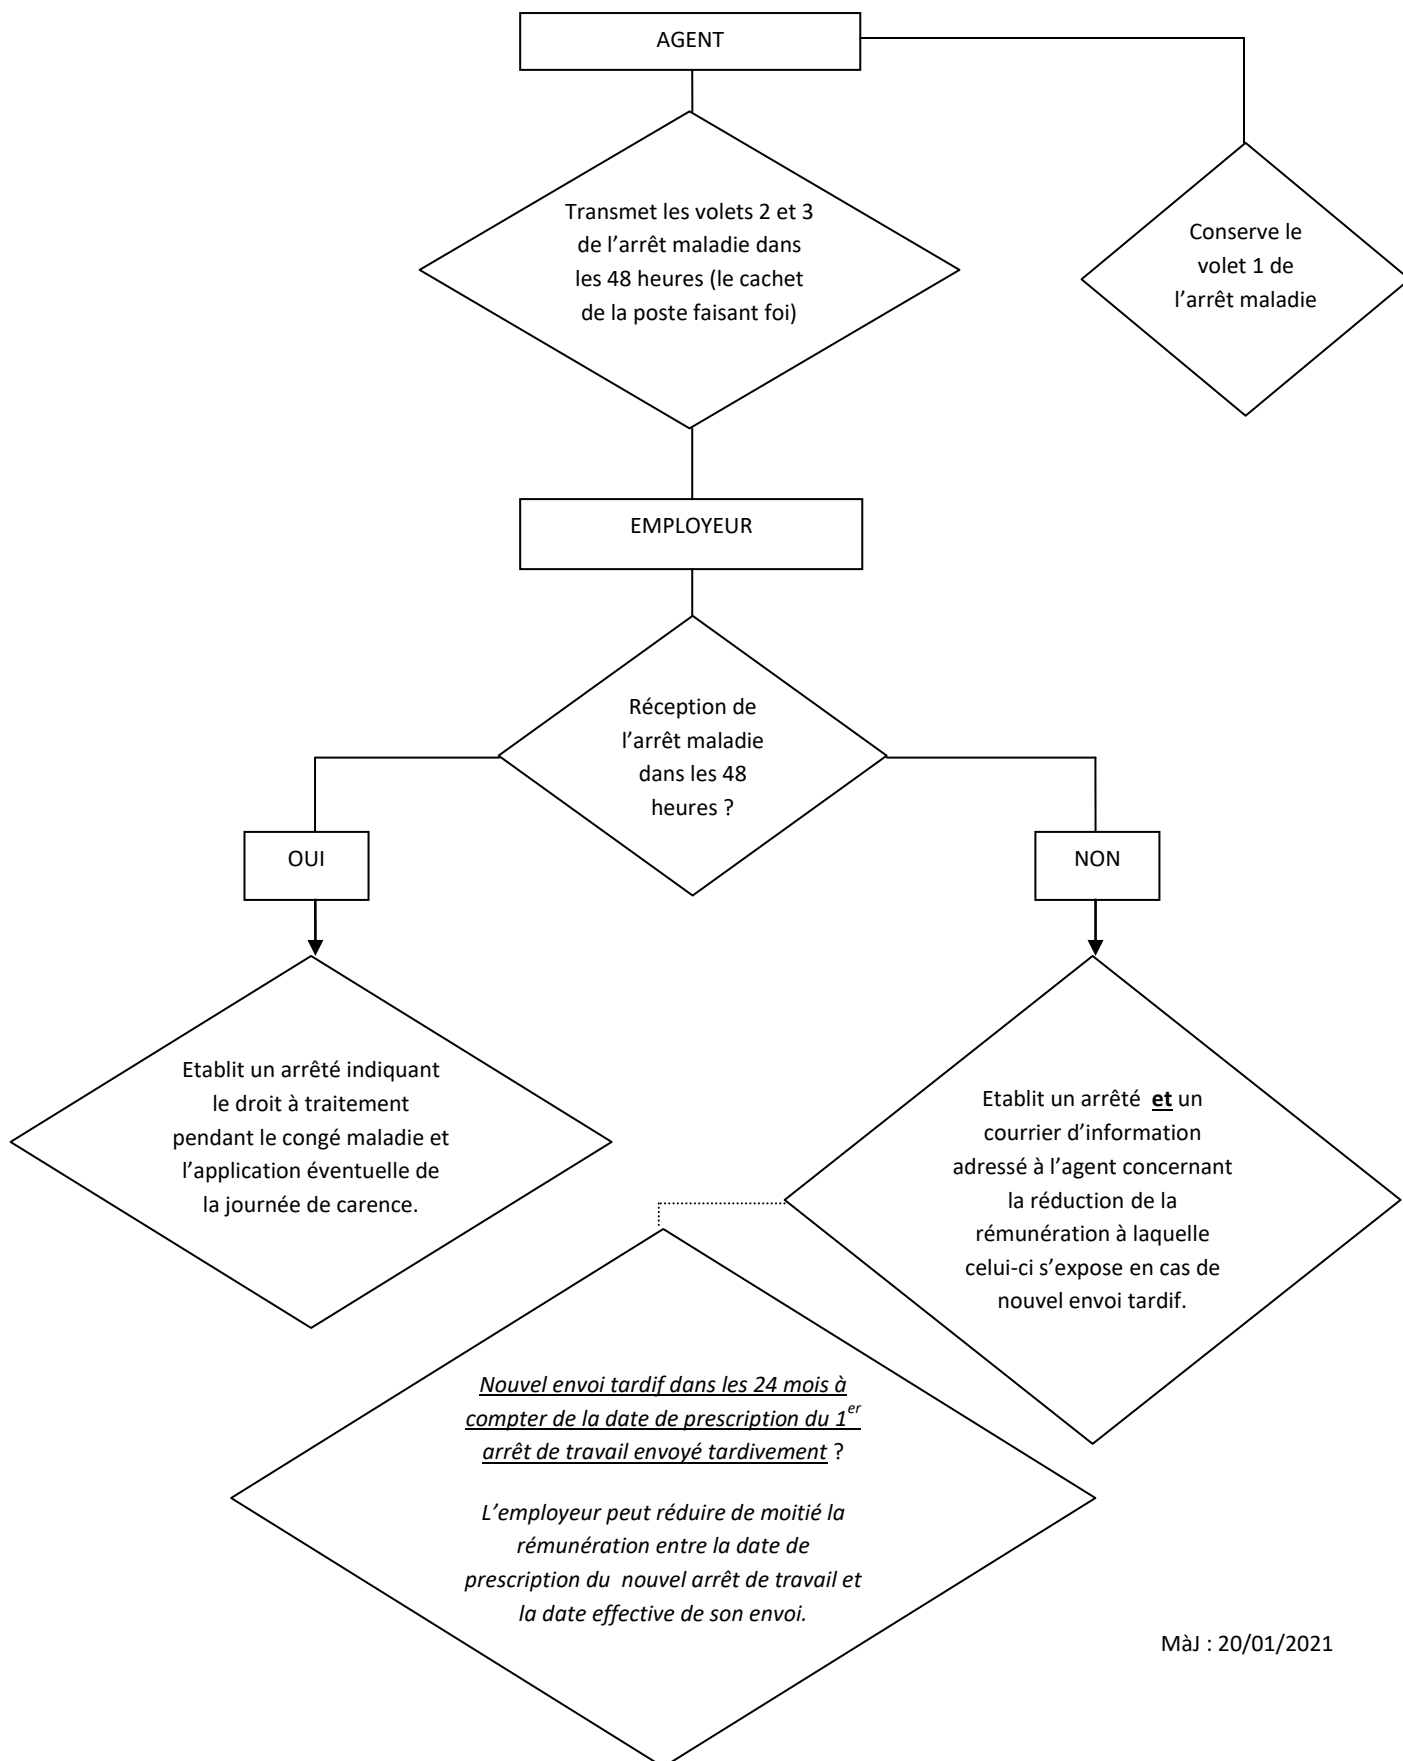 AGENT
Transmet les volets 2 et 3
de l’arrêt maladie dans
les 48 heures (le cachet
de la poste faisant foi)
Conserve le
volet 1 de
l’arrêt maladie
EMPLOYEUR
Réception de
l’arrêt maladie
dans les 48
heures ?
OUI
NON
Etablit un arrêté indiquant
le droit à traitement
pendant le congé maladie et
l’application éventuelle de
la journée de carence.
Etablit un arrêté et un
courrier d’information
adressé à l’agent concernant
la réduction de la
rémunération à laquelle
celui-ci s’expose en cas de
nouvel envoi tardif.
Nouvel envoi tardif dans les 24 mois à
compter de la date de prescription du 1er
arrêt de travail envoyé tardivement ?
L’employeur peut réduire de moitié la
rémunération entre la date de
prescription du nouvel arrêt de travail et
la date effective de son envoi.
MàJ : 20/01/2021